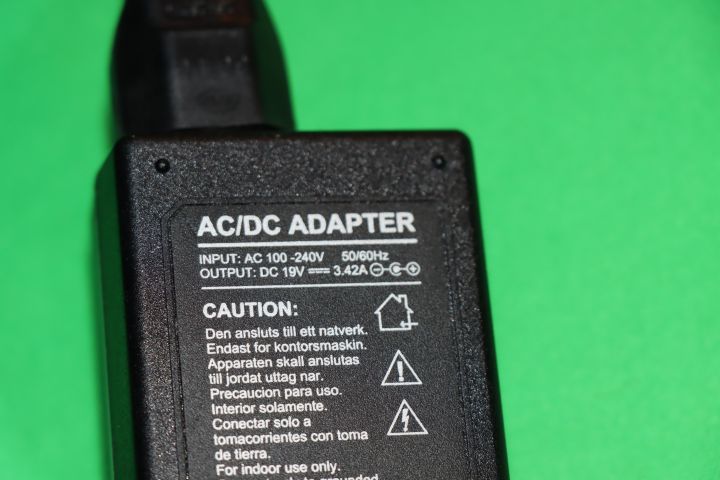 AC/DC ADAPTER
INPUT: AC 100 -240V 50/60Hz
OUTPUT: DC 19V 3.42A
CAUTION:
Den ansluts till ett natverk.
Endast for kontorsmaskin.
Apparaten skall anslutas
till jordat uttag nar.
Precaucion para uso.
Interior solamente.
Conectar solo a
tomacorrientes con toma
de tierra.
For indoor use only.